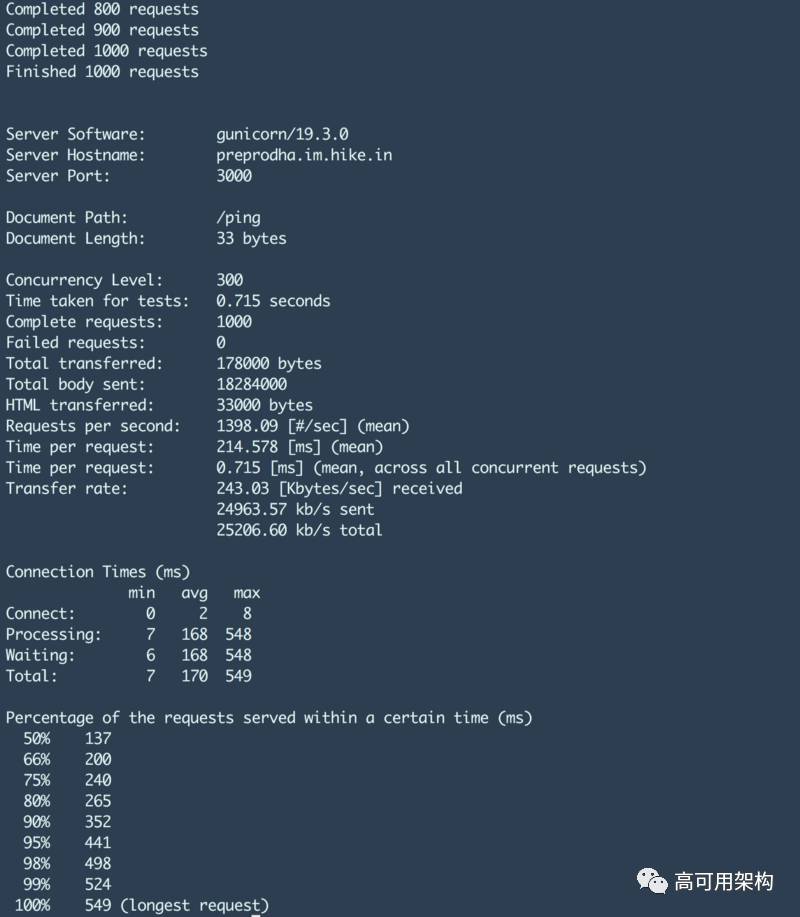 Completed 800 requests
Completed 900 requests
Completed 1000 requests
Finished 1000 requests
Server Software: gunicorn/19.3.0
Server Hostname: preprodha.im.hike.in
Server Port: 3000
Document Path: /ping
Document Length: 33 bytes
Concurrency Level: 300
Time taken for tests: 0.715 seconds
Complete requests: 1000
Failed requests: 0
Total transferred: 178000 bytes
Total body sent: 18284000
HTML transferred: 33000 bytes
Requests per second: 1398.09 [#/sec] (mean)
Time per request: 214.578 [ms] (mean)
Time per request: 0.715 [ms] (mean, across all concurrent requests)
Transfer rate: 243.03 [Kbytes/sec] received
24963.57 kb/s sent
25206.60 kb/s total
Connection Times (ms)
min avg max
Connect: 0 2 8
Processing: 7 168 548
Waiting: 6 168 548
Total: 7 170 549
Percentage of the requests served within a certain time (ms)
50% 137
66% 200
75% 240
80% 265
90% 352
95% 441
98% 498
99% 524
100% 549 (longest request)
高可用架构